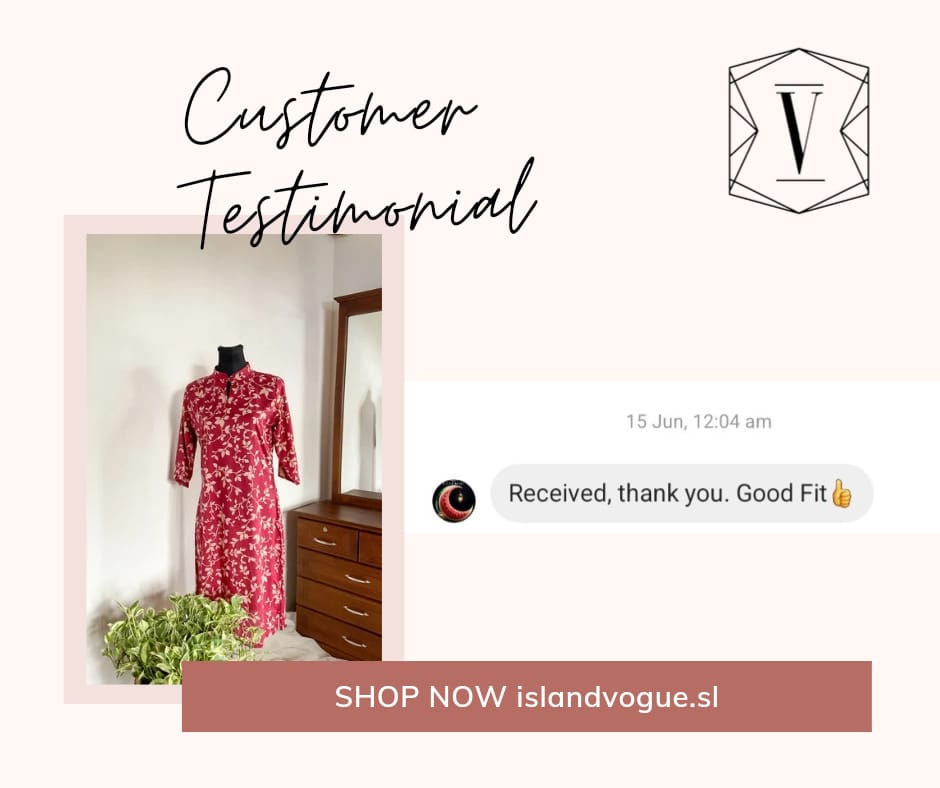 Customer
Testimonial
V
15 Jun, 12:04 am
Received, thank you. Good Fit👍
SHOP NOW islandvogue.sl